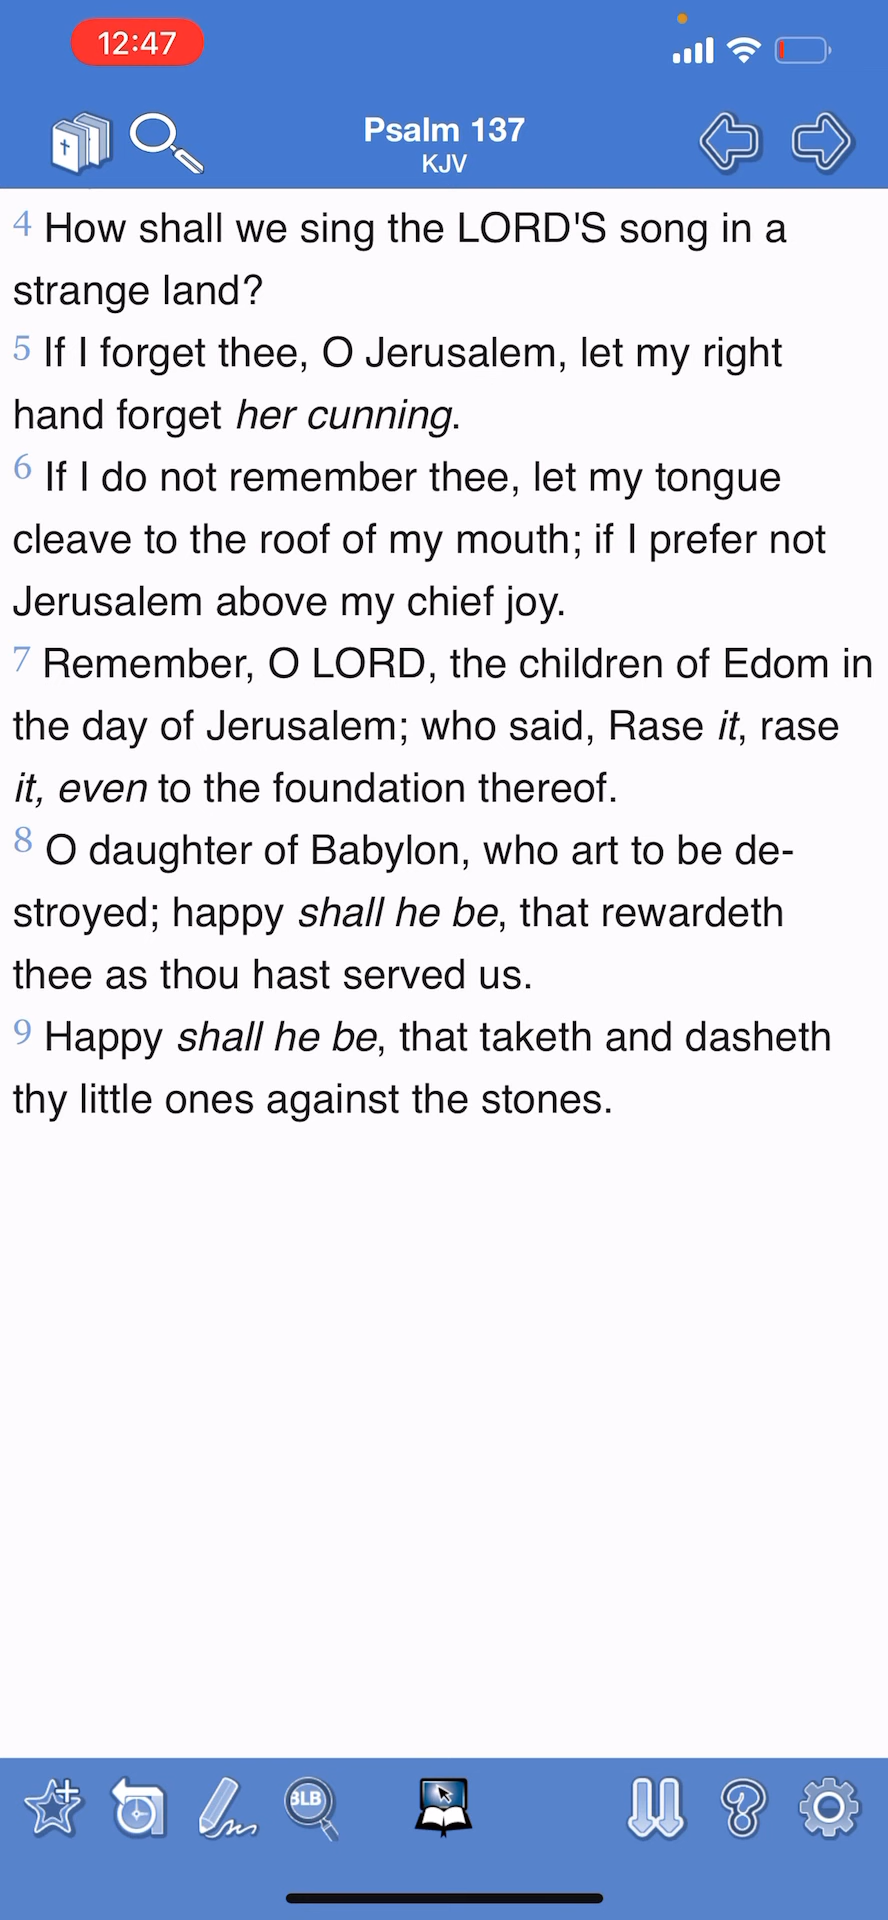 12:47
Psalm 137
KJV
4 How shall we sing the LORD'S song in a
strange land?
5 If I forget thee, O Jerusalem, let my right
hand forget her cunning.
6 If I do not remember thee, let my tongue
cleave to the roof of my mouth; if I prefer not
Jerusalem above my chief joy.
7 Remember, O LORD, the children of Edom in
the day of Jerusalem; who said, Rase it, rase
it, even to the foundation thereof.
8 O daughter of Babylon, who art to be de-
stroyed; happy shall he be, that rewardeth
thee as thou hast served us.
9 Happy shall he be, that taketh and dasheth
thy little ones against the stones.
BLB